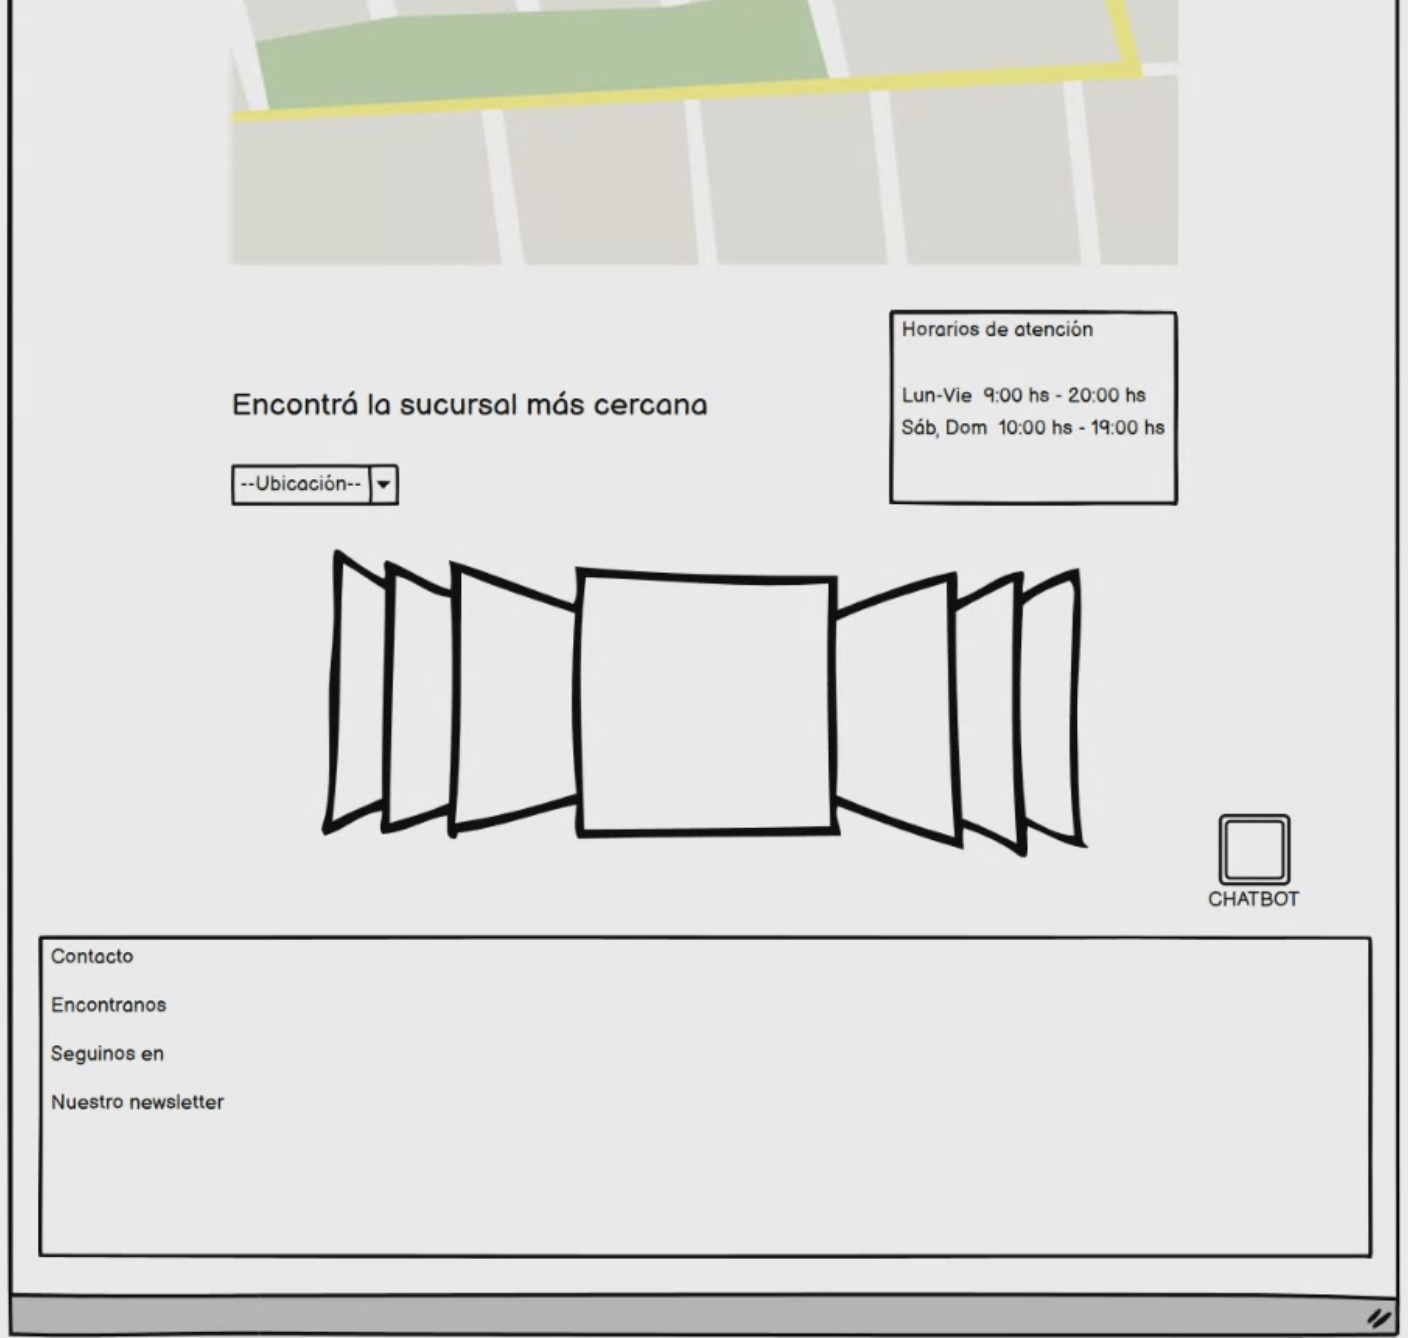 Horarios de atención
Lun-Vie 9:00 hs - 20:00 hs
Sáb, Dom 10:00 hs - 19:00 hs
Encontrá la sucursal más cercana
--Ubicación--
CHATBOT
Contacto
Encontranos
Seguinos en
Nuestro newsletter